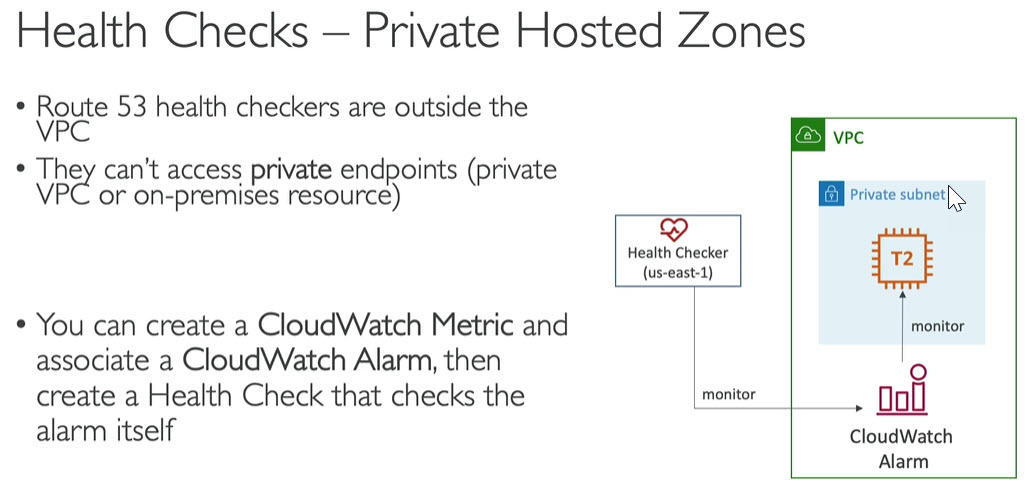 Health Checks – Private Hosted Zones
• Route 53 health checkers are outside the
VPC
• They can't access private endpoints (private
VPC or on-premises resource)
• You can create a CloudWatch Metric and
associate a CloudWatch Alarm, then
create a Health Check that checks the
alarm itself
Health Checker
(us-east-1)
monitor
VPC
Private subnet
T2
monitor
CloudWatch
Alarm